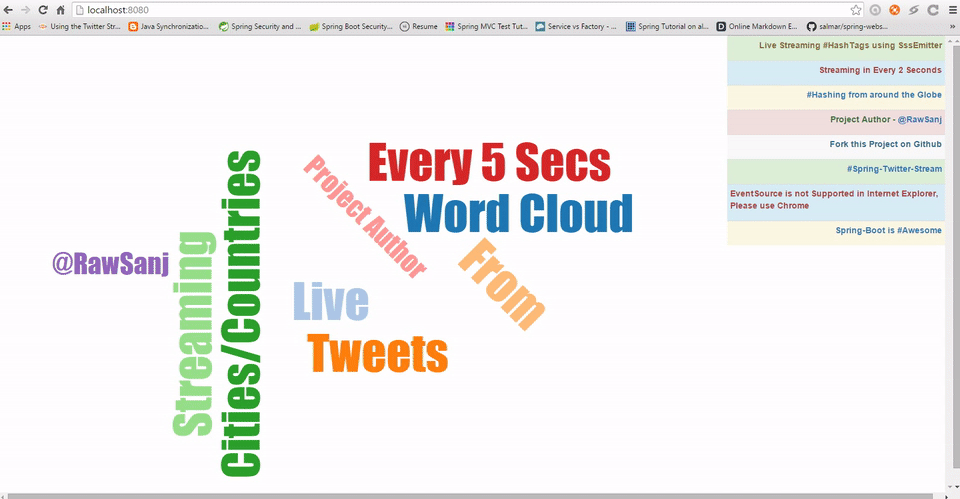 localhost:8080
Apps
Using the Twitter Str...
Java Synchronizatio...
Spring Security and ...
Spring Boot Security...
Resume
Spring MVC Test Tut...
Service vs Factory - ...
Spring Tutorial on al...
Online Markdown E...
salmar/spring-webs...
Live Streaming #HashTags using SssEmitter
Streaming in Every 2 Seconds
#Hashing from around the Globe
Project Author - @RawSanj
Fork this Project on Github
#Spring-Twitter-Stream
EventSource is not Supported in Internet Explorer,
Please use Chrome
Spring-Boot is #Awesome
Every 5 Secs
Word Cloud
Project Author
From
@RawSanj
Streaming
Cities/Countries
Live
Tweets